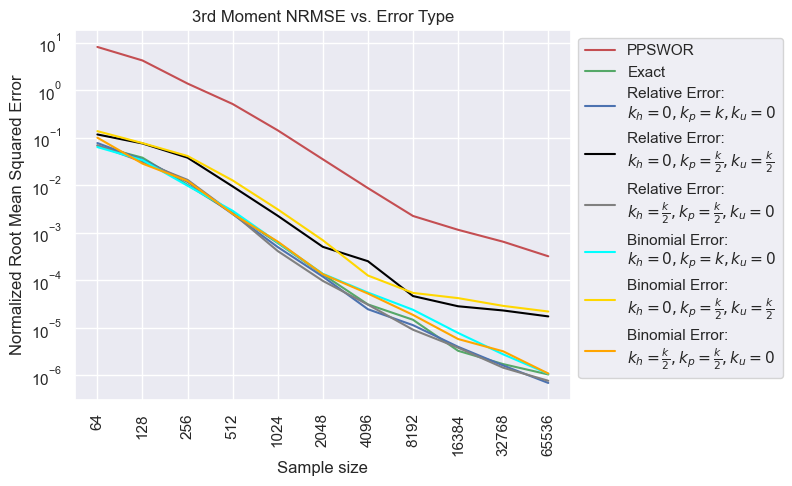 3rd Moment NRMSE vs. Error Type
Normalized Root Mean Squared Error
10^1
10^0
10^−1
10^−2
10^−3
10^−4
10^−5
10^−6
64
128
256
512
1024
2048
4096
8192
16384
32768
65536
Sample size
PPSWOR
Exact
Relative Error:
k_h = 0, k_p = k, k_u = 0
Relative Error:
k_h = 0, k_p = k/2, k_u = k/2
Relative Error:
k_h = k/2, k_p = k/2, k_u = 0
Binomial Error:
k_h = 0, k_p = k, k_u = 0
Binomial Error:
k_h = 0, k_p = k/2, k_u = k/2
Binomial Error:
k_h = k/2, k_p = k/2, k_u = 0